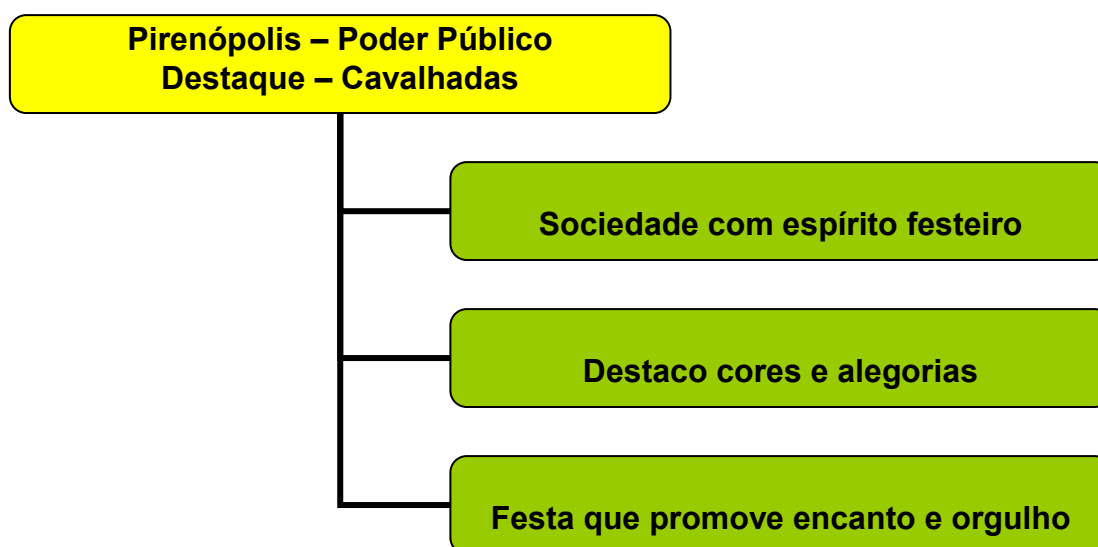 Pirenópolis – Poder Público
Destaque – Cavalhadas
Sociedade com espírito festeiro
Destaco cores e alegorias
Festa que promove encanto e orgulho